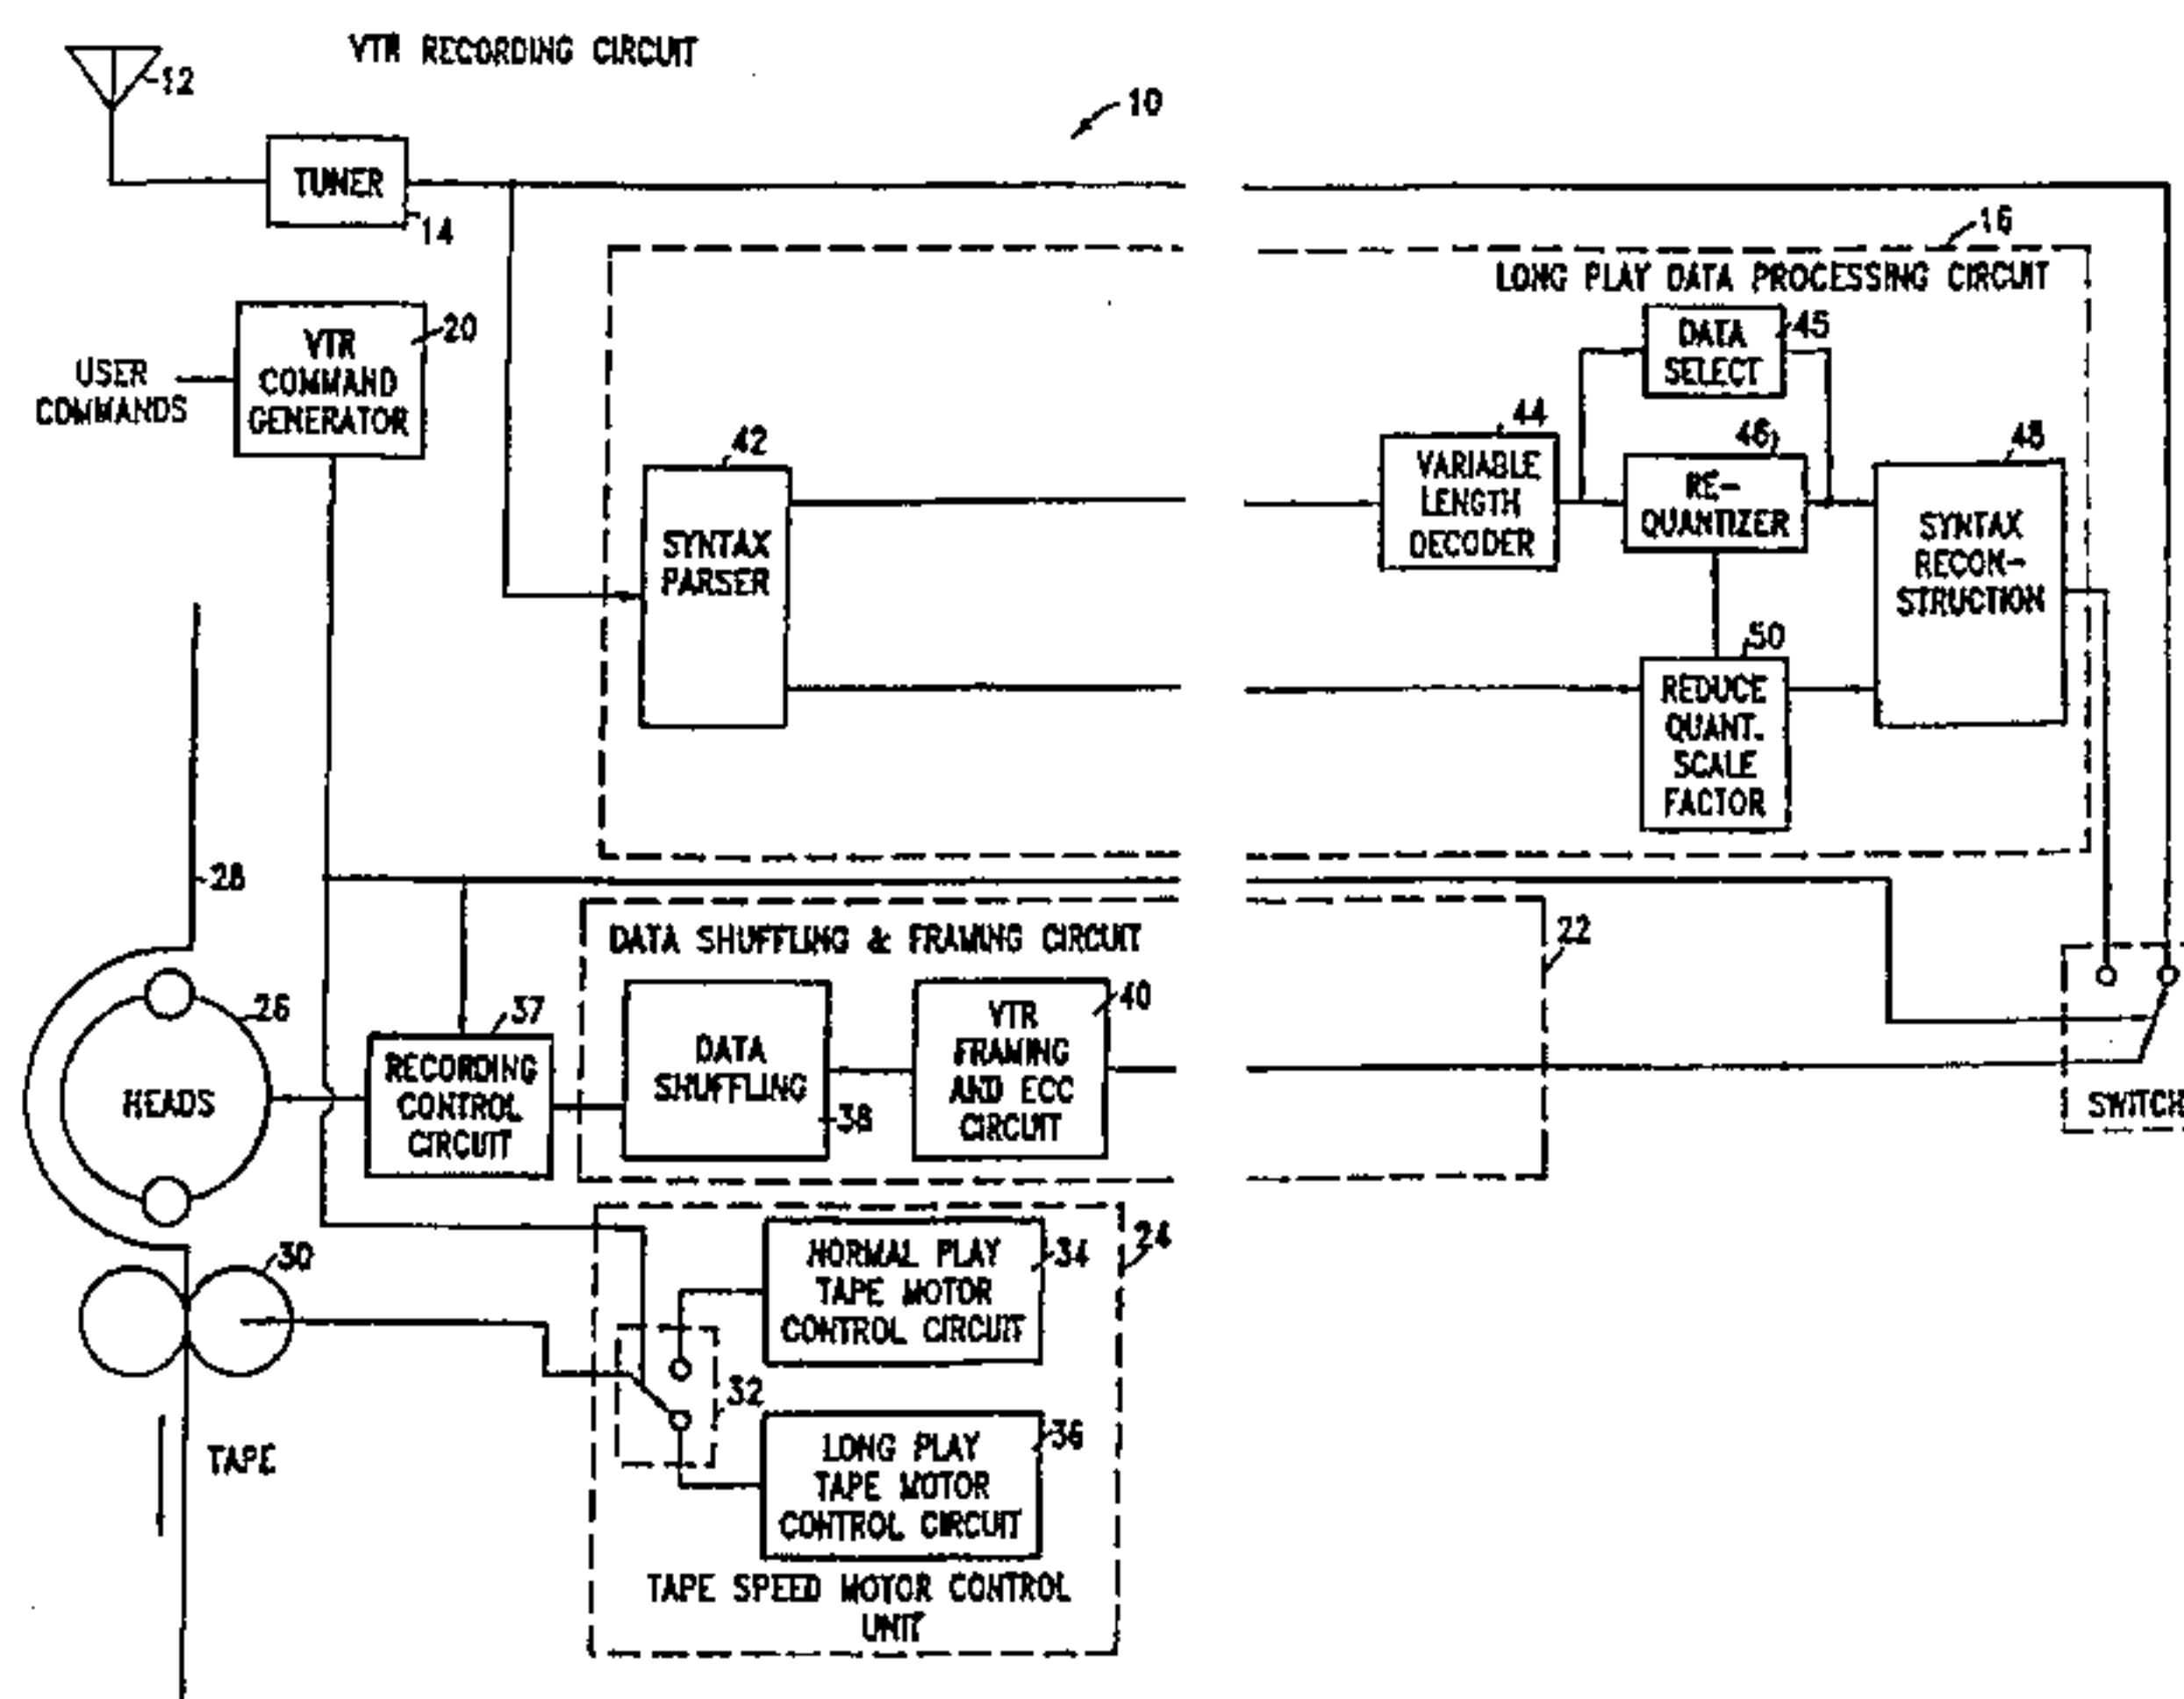 VTR RECORDING CIRCUIT
12
10
TUNER
14
16
LONG PLAY DATA PROCESSING CIRCUIT
USER
COMMANDS
VTR
COMMAND
GENERATOR
20
DATA
SELECT
45
42
SYNTAX
PARSER
44
VARIABLE
LENGTH
DECODER
46
RE-
QUANTIZER
48
SYNTAX
RECON-
STRUCTION
50
REDUCE
QUANT.
SCALE
FACTOR
28
DATA SHUFFLING & FRAMING CIRCUIT
22
26
HEADS
37
RECORDING
CONTROL
CIRCUIT
DATA
SHUFFLING
38
VTR
FRAMING
AND ECC
CIRCUIT
40
SWITCH
30
NORMAL PLAY
TAPE MOTOR
CONTROL CIRCUIT
34
24
32
TAPE
LONG PLAY
TAPE MOTOR
CONTROL CIRCUIT
36
TAPE SPEED MOTOR CONTROL
UNIT